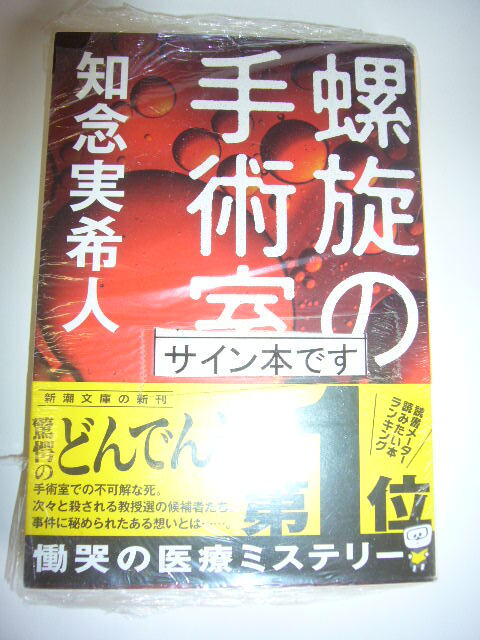 螺旋の
手術室
知念実希人
サイン本です
新潮文庫の新刊
驚愕の
どんでん
読書メーター
読みたい本
ランキング
第1位
手術室での不可解な死。
次々と殺される教授選の候補者たち。
事件に秘められたある想いとは……。
慟哭の医療ミステリー